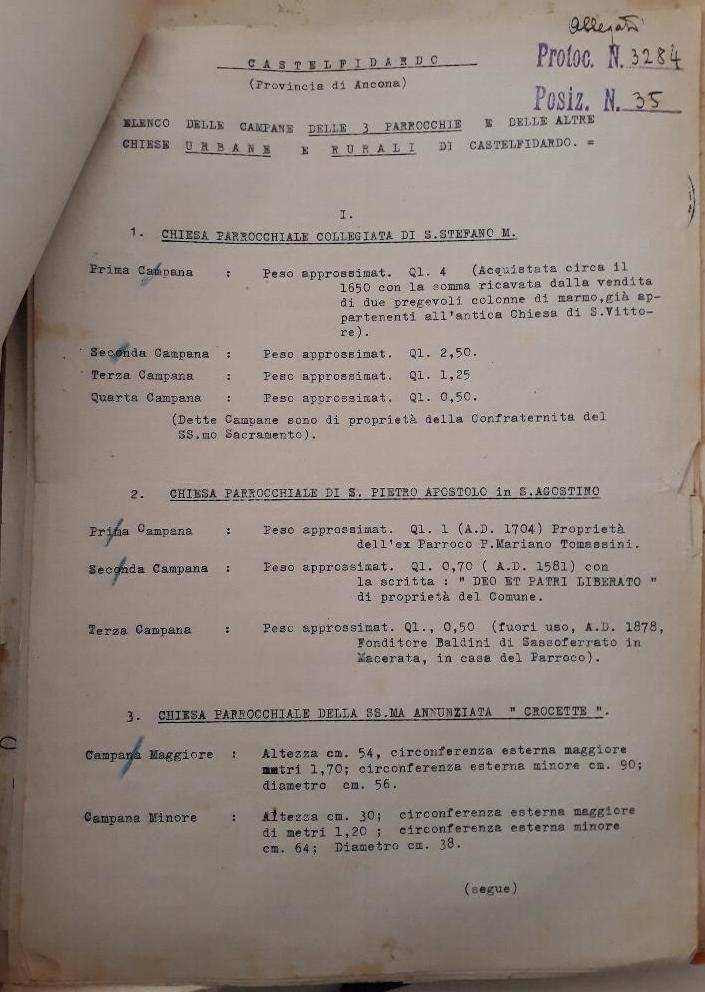 Allegati
Protoc. N. 3284
Posiz. N. 35
CASTELFIDARDO
(Provincia di Ancona)
ELENCO DELLE CAMPANE DELLE 3 PARROCCHIE E DELLE ALTRE
CHIESE URBANE E RURALI DI CASTELFIDARDO. =
I.
1. CHIESA PARROCCHIALE COLLEGIATA DI S.STEFANO M.
Prima Campana : Peso approssimat. Ql. 4 (Acquistata circa il
1650 con la somma ricavata dalla vendita
di due pregevoli colonne di marmo,già ap-
partenenti all'antica Chiesa di S.Vitto-
re).
Seconda Campana : Peso approssimat. Ql. 2,50.
Terza Campana : Peso approssimat. Ql. 1,25
Quarta Campana : Peso approssimat. Ql. 0,50.
(Dette Campane sono di proprietà della Confraternita del
SS.mo Sacramento).
2. CHIESA PARROCCHIALE DI S. PIETRO APOSTOLO in S.AGOSTINO
Prima Campana : Peso approssimat. Ql. 1 (A.D. 1704) Proprietà
dell'ex Parroco P.Mariano Tomassini.
Seconda Campana : Peso approssimat. Ql. 0,70 ( A.D. 1581) con
la scritta : " DEO ET PATRI LIBERATO "
di proprietà del Comune.
Terza Campana : Peso approssimat. Ql., 0,50 (fuori uso, A.D. 1878,
Fonditore Baldini di Sassoferrato in
Macerata, in casa del Parroco).
3. CHIESA PARROCCHIALE DELLA SS.MA ANNUNZIATA " CROCETTE ".
Campana Maggiore : Altezza cm. 54, circonferenza esterna maggiore
metri 1,70; circonferenza esterna minore cm. 90;
diametro cm. 56.
Campana Minore : Altezza cm. 30; circonferenza esterna maggiore
di metri 1,20 ; circonferenza esterna minore
cm. 64; Diametro cm. 38.
(segue)